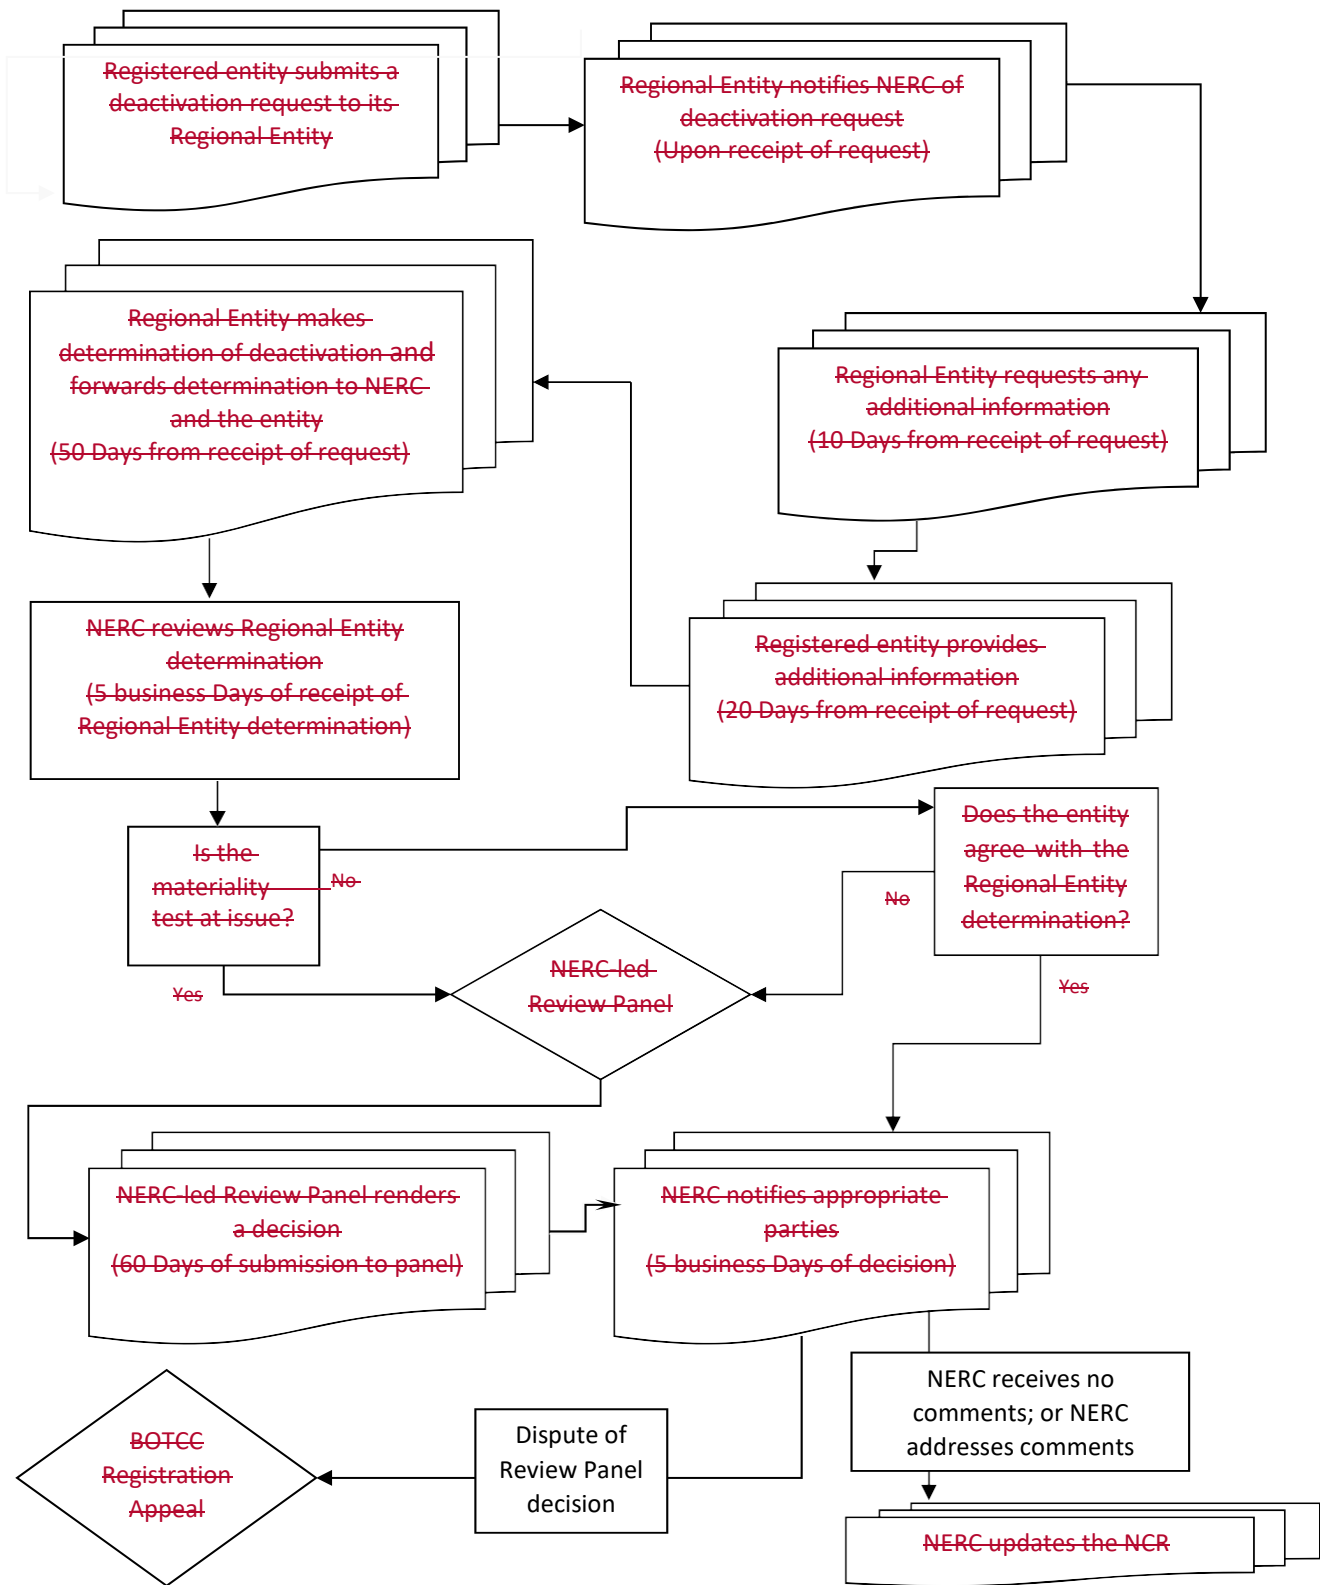 Registered entity submits a
deactivation request to its
Regional Entity
Regional Entity notifies NERC of
deactivation request
(Upon receipt of request)
Regional Entity makes
determination of deactivation and
forwards determination to NERC
and the entity
(50 Days from receipt of request)
Regional Entity requests any
additional information
(10 Days from receipt of request)
NERC reviews Regional Entity
determination
(5 business Days of receipt of
Regional Entity determination)
Registered entity provides
additional information
(20 Days from receipt of request)
Is the
materiality
test at issue?
No
Does the entity
agree with the
Regional Entity
determination?
No
Yes
NERC-led
Review Panel
Yes
NERC-led Review Panel renders
a decision
(60 Days of submission to panel)
NERC notifies appropriate
parties
(5 business Days of decision)
BOTCC
Registration
Appeal
Dispute of
Review Panel
decision
NERC receives no
comments; or NERC
addresses comments
NERC updates the NCR